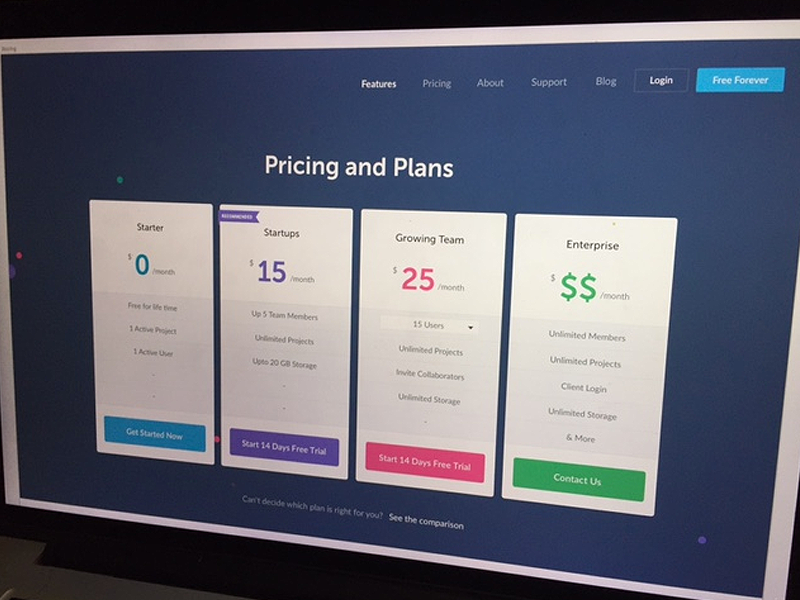 Pricing
Features Pricing About Support Blog Login Free Forever
Pricing and Plans
Starter
$ 0 /month
Free for life time
1 Active Project
1 Active User
-
-
Get Started Now
RECOMMENDED
Startups
$ 15 /month
Up 5 Team Members
Unlimited Projects
Upto 20 GB Storage
-
-
Start 14 Days Free Trial
Growing Team
$ 25 /month
15 Users
Unlimited Projects
Invite Collaborators
Unlimited Storage
-
Start 14 Days Free Trial
Enterprise
$ $$ /month
Unlimited Members
Unlimited Projects
Client Login
Unlimited Storage
& More
Contact Us
Can't decide which plan is right for you? See the comparison